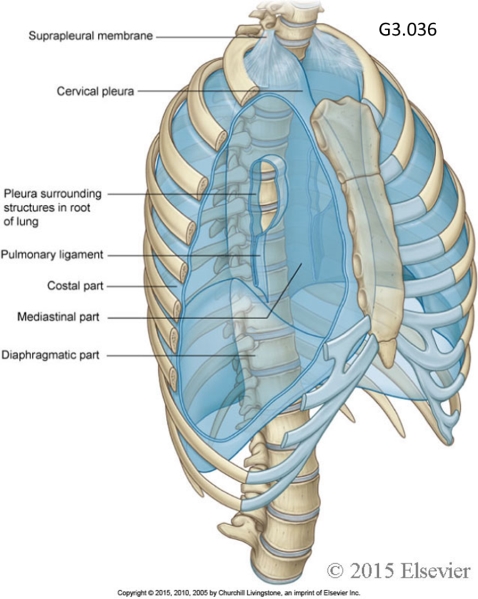 G3.036
Suprapleural membrane
Cervical pleura
Pleura surrounding
structures in root
of lung
Pulmonary ligament
Costal part
Mediastinal part
Diaphragmatic part
© 2015 Elsevier
Copyright © 2015, 2010, 2005 by Churchill Livingstone, an imprint of Elsevier Inc.